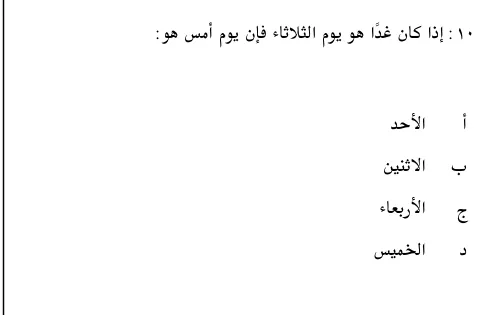 ١٠: إذا كان غدًا هو يوم الثلاثاء فإن يوم أمس هو:
أ الأحد
ب الاثنين
ج الأربعاء
د الخميس